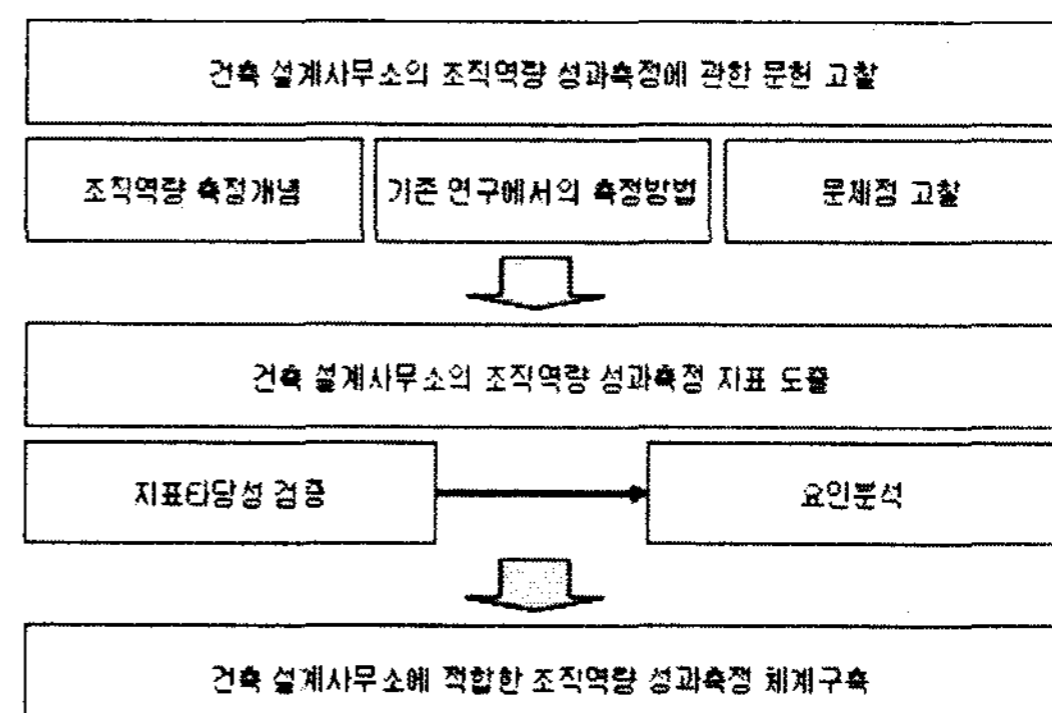 건축 설계사무소의 조직역량 성과측정에 관한 문헌 고찰
조직역량 측정개념
기존 연구에서의 측정방법
문제점 고찰
건축 설계사무소의 조직역량 성과측정 지표 도출
지표타당성 검증
요인분석
건축 설계사무소에 적합한 조직역량 성과측정 체계구축